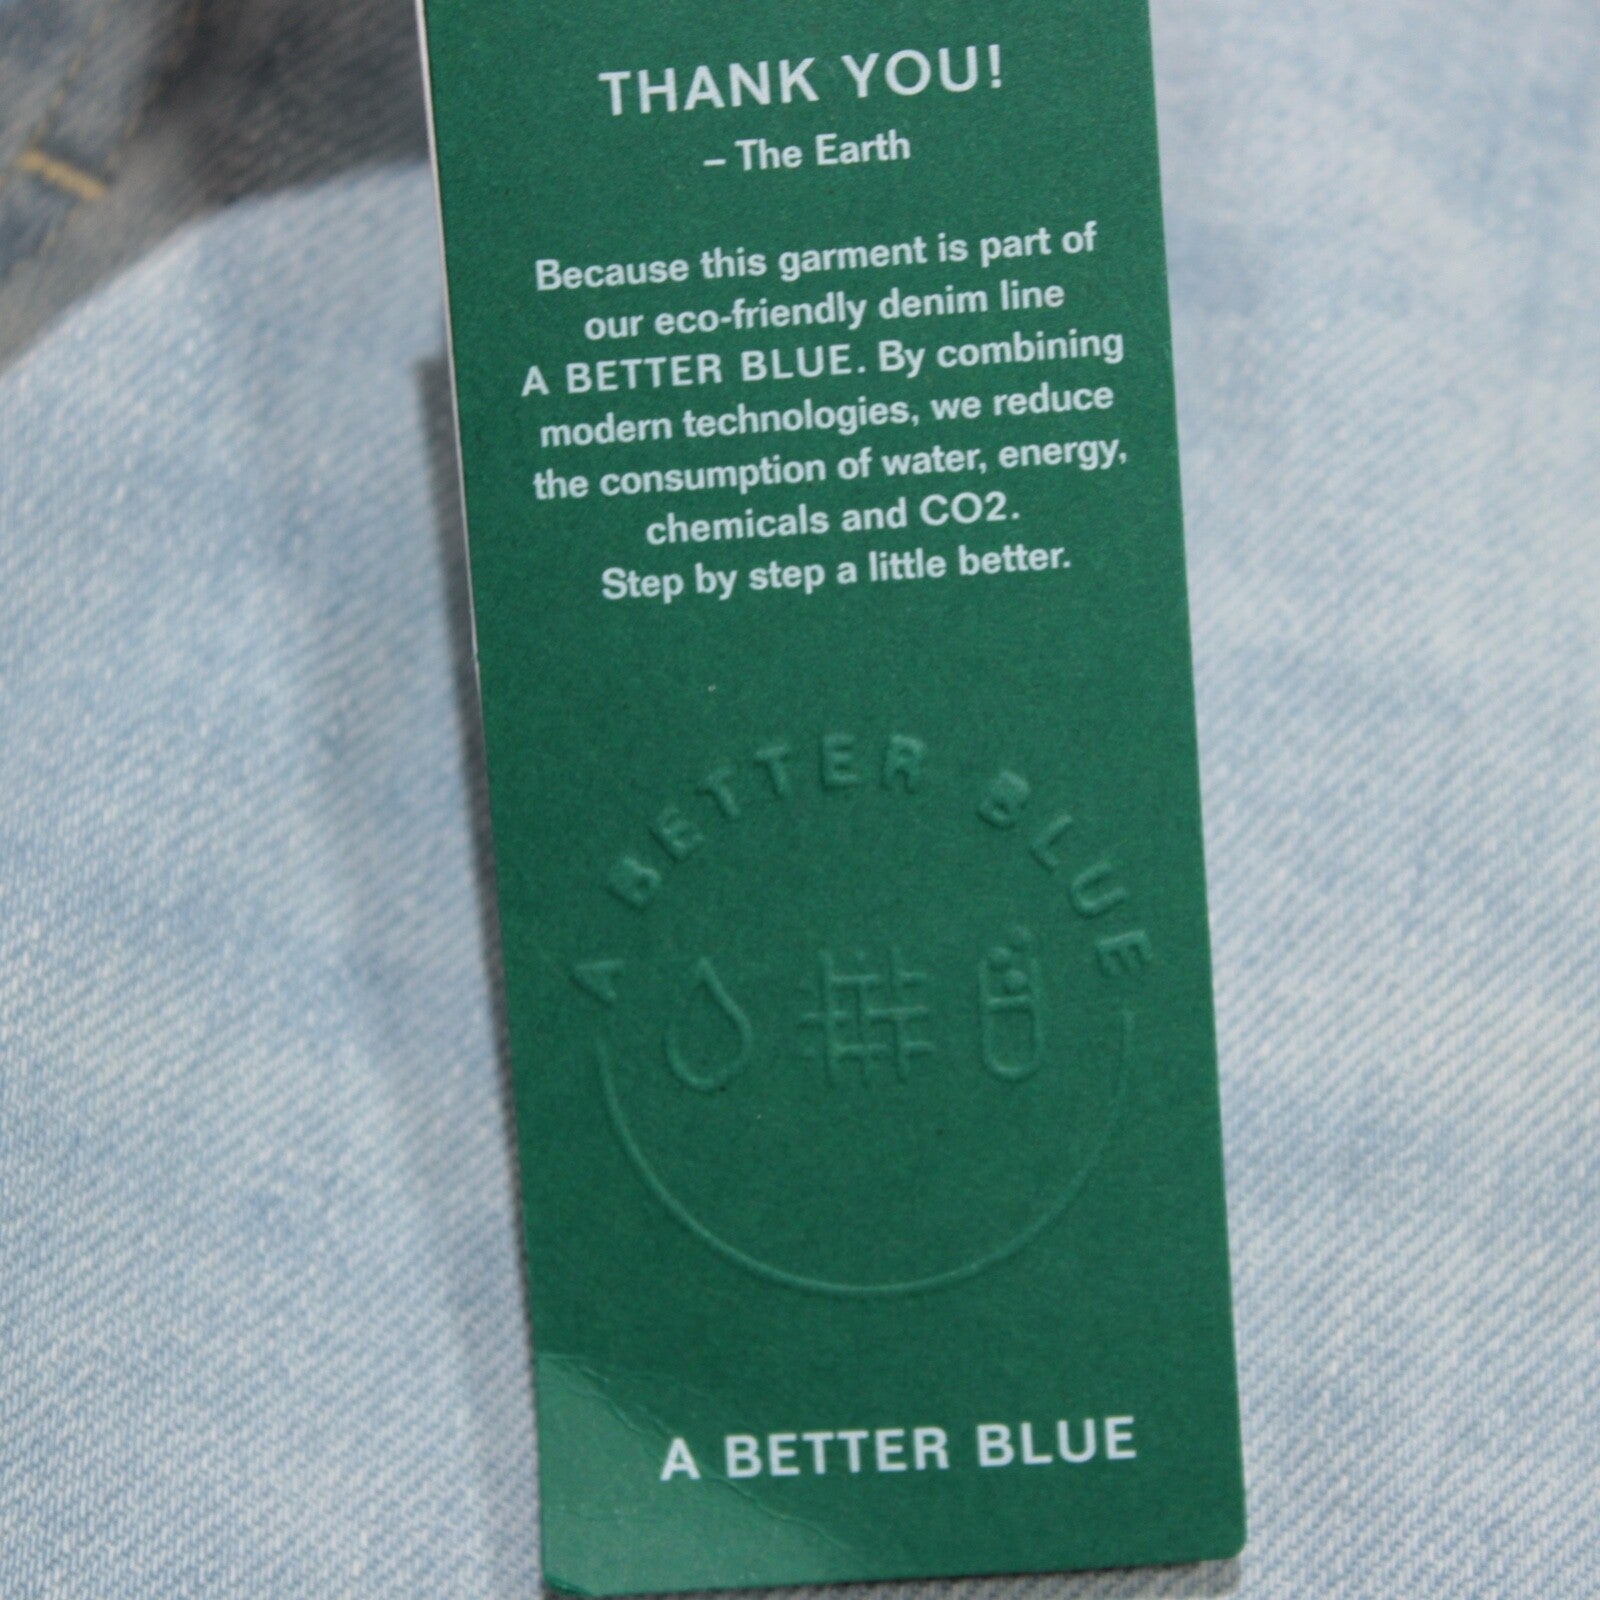 THANK YOU!
– The Earth
Because this garment is part of
our eco-friendly denim line
A BETTER BLUE. By combining
modern technologies, we reduce
the consumption of water, energy,
chemicals and CO2.
Step by step a little better.
A BETTER BLUE
A BETTER BLUE